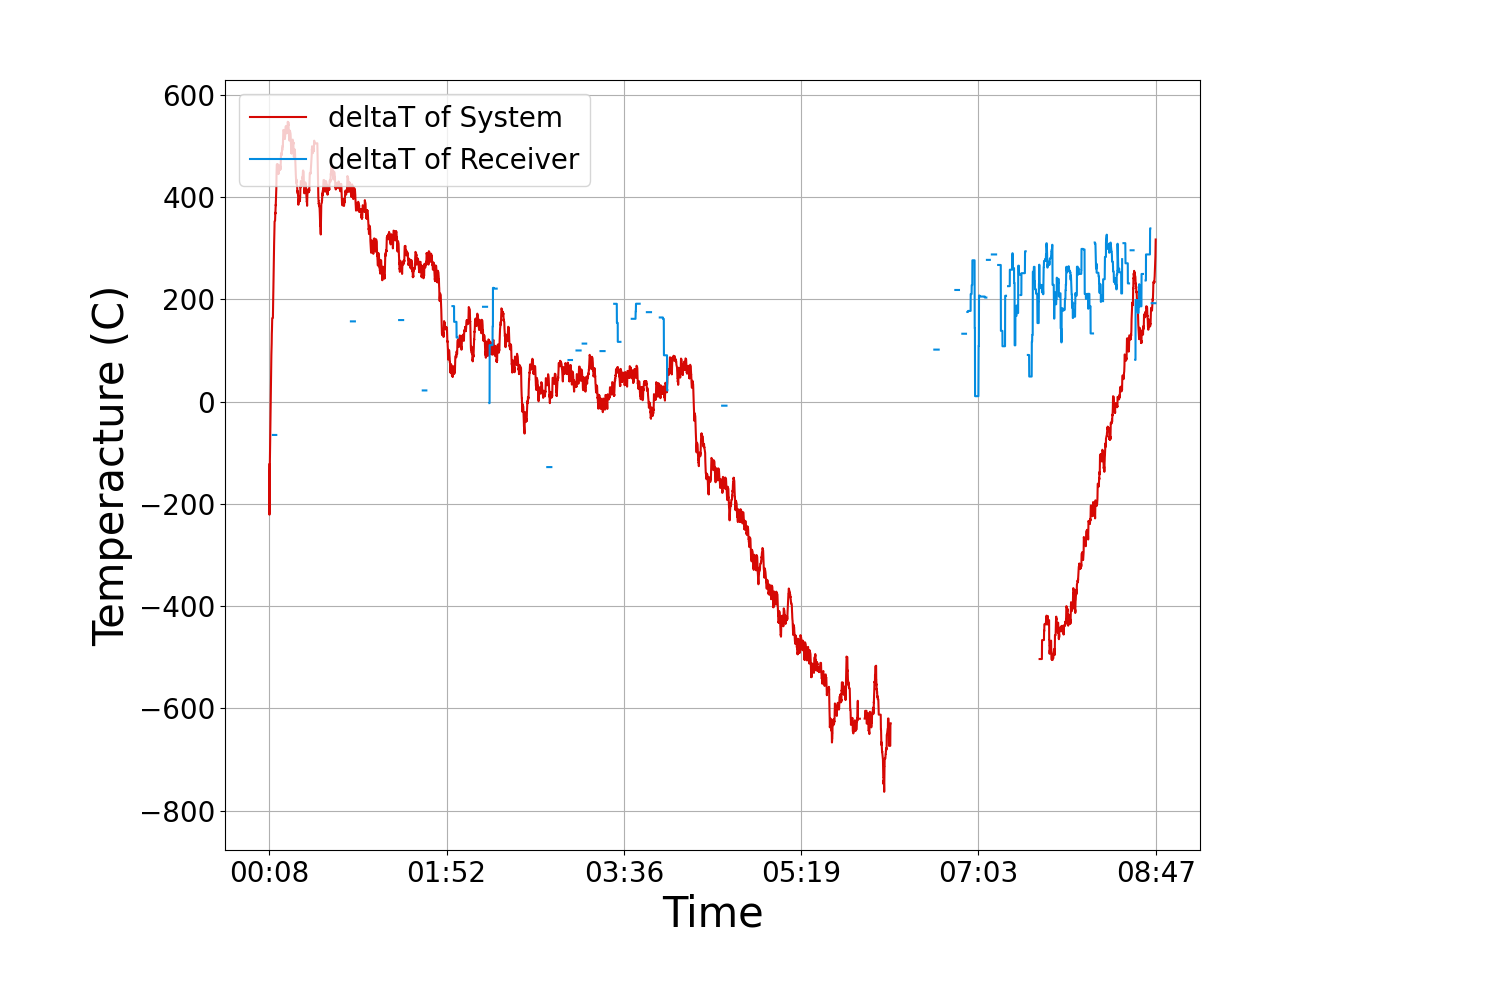 deltaT of System
deltaT of Receiver
600
400
200
0
−200
−400
−600
−800
Temperacture (C)
00:08 01:52 03:36 05:19 07:03 08:47
Time